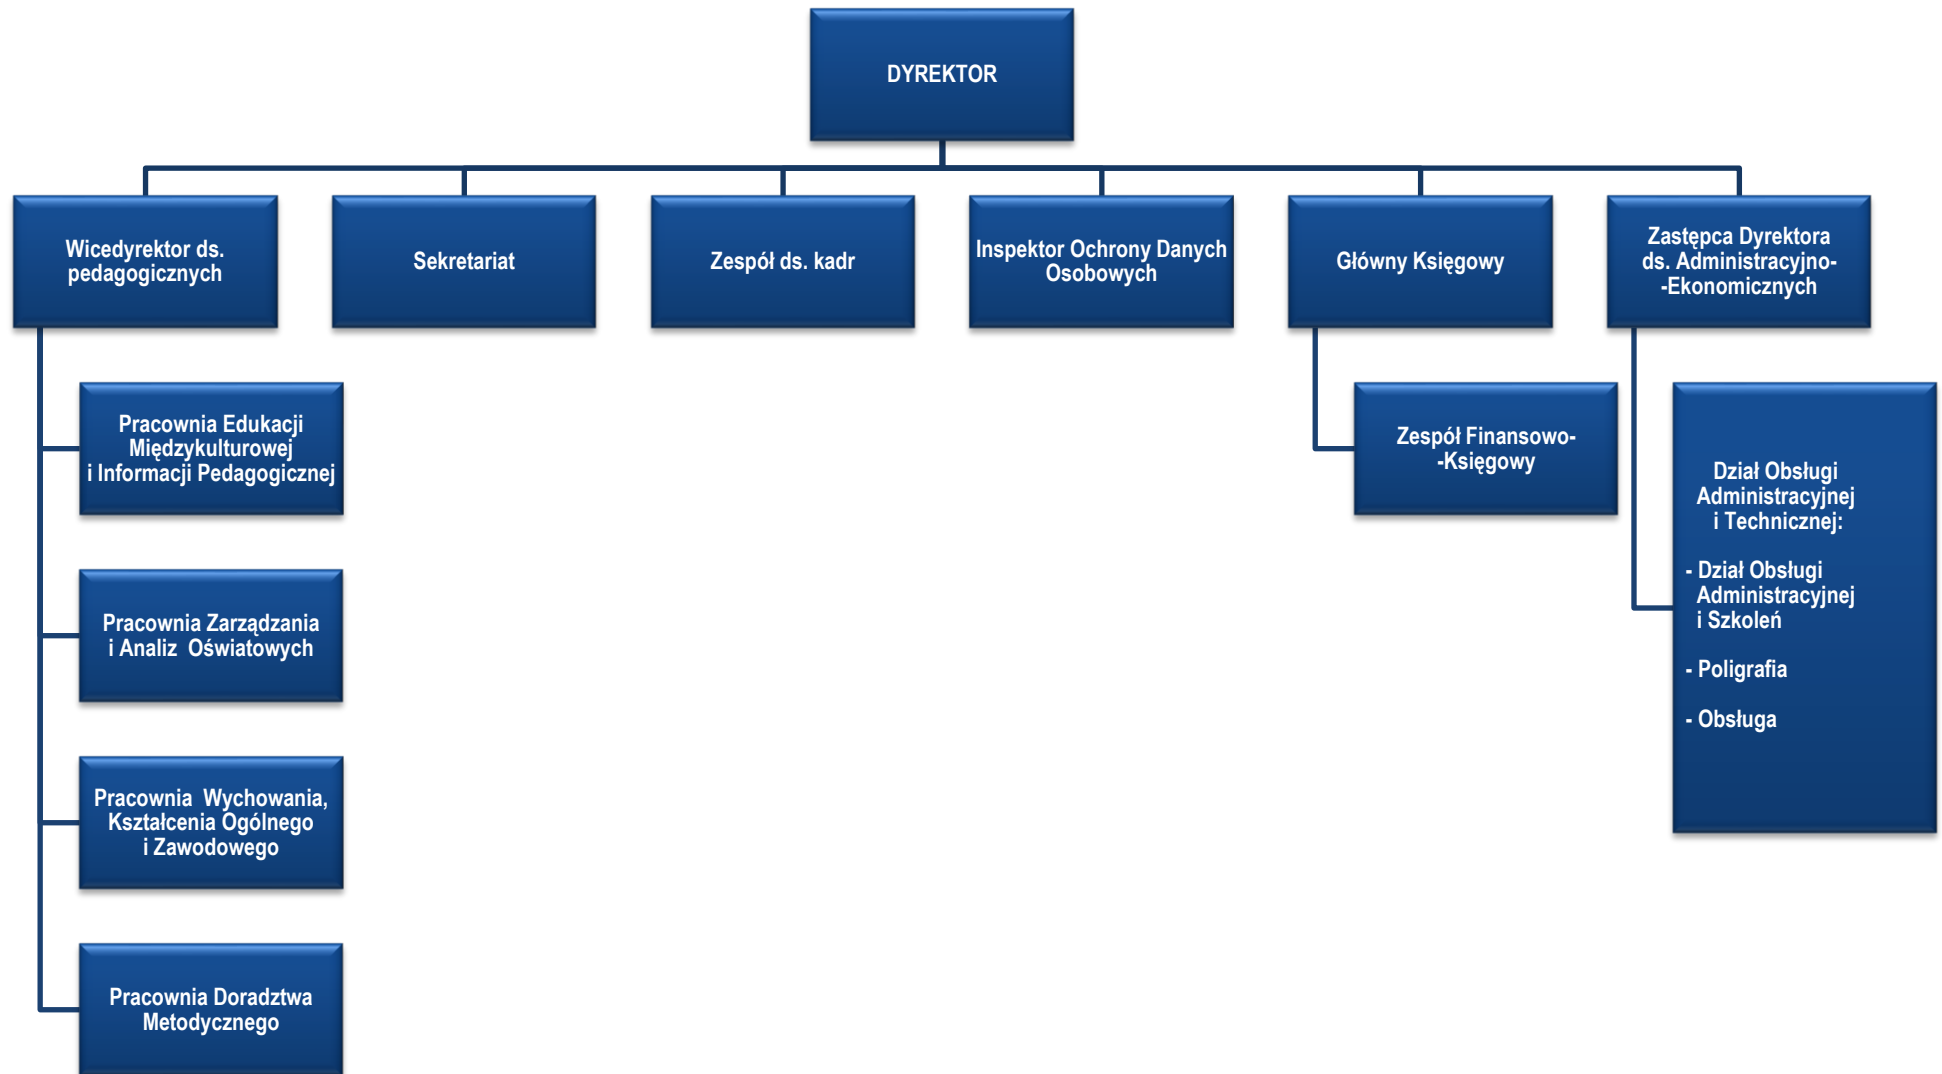 DYREKTOR
Wicedyrektor ds.
pedagogicznych
Sekretariat
Zespół ds. kadr
Inspektor Ochrony Danych
Osobowych
Główny Księgowy
Zastępca Dyrektora
ds. Administracyjno-
-Ekonomicznych
Pracownia Edukacji
Międzykulturowej
i Informacji Pedagogicznej
Pracownia Zarządzania
i Analiz  Oświatowych
Pracownia  Wychowania,
Kształcenia Ogólnego
i Zawodowego
Pracownia Doradztwa
Metodycznego
Zespół Finansowo-
-Księgowy
Dział Obsługi
Administracyjnej
i Technicznej:
- Dział Obsługi
Administracyjnej
i Szkoleń
- Poligrafia
- Obsługa